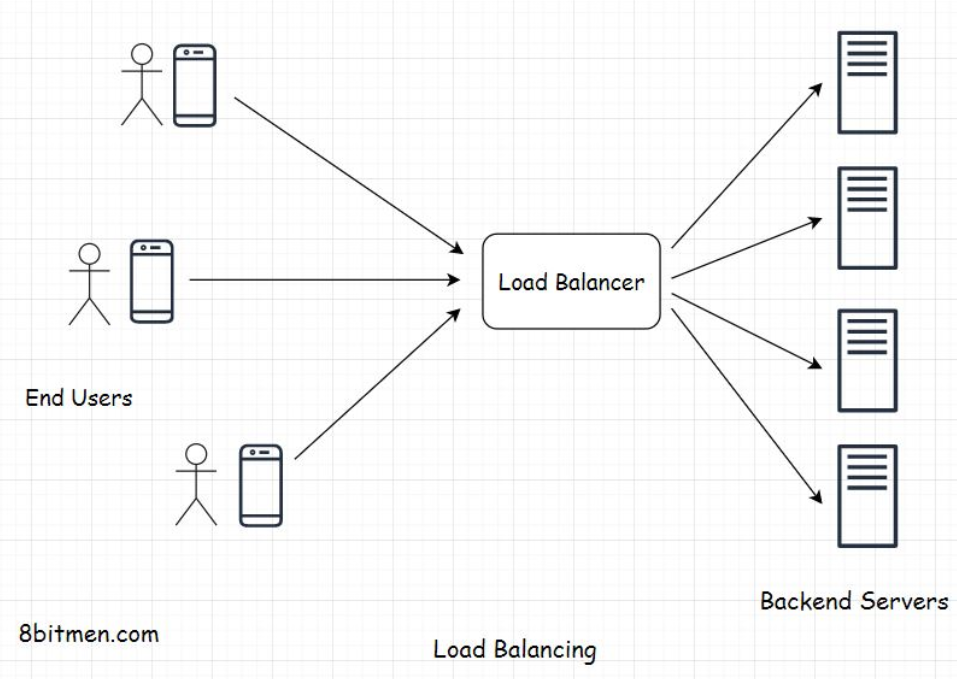 Load Balancer
End Users
Backend Servers
8bitmen.com
Load Balancing